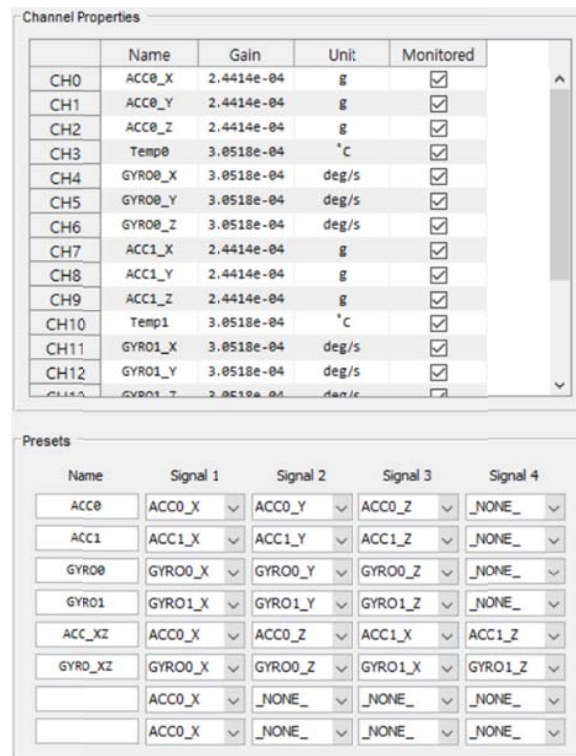 Channel Properties
Name Gain Unit Monitored
CH0 ACC0_X 2.4414e-04 g
CH1 ACC0_Y 2.4414e-04 g
CH2 ACC0_Z 2.4414e-04 g
CH3 Temp0 3.0518e-04 °C
CH4 GYRO0_X 3.0518e-04 deg/s
CH5 GYRO0_Y 3.0518e-04 deg/s
CH6 GYRO0_Z 3.0518e-04 deg/s
CH7 ACC1_X 2.4414e-04 g
CH8 ACC1_Y 2.4414e-04 g
CH9 ACC1_Z 2.4414e-04 g
CH10 Temp1 3.0518e-04 °C
CH11 GYRO1_X 3.0518e-04 deg/s
CH12 GYRO1_Y 3.0518e-04 deg/s
CH13 GYRO1_Z 3.0518e-04 deg/s
Presets
Name Signal 1 Signal 2 Signal 3 Signal 4
ACC0 ACC0_X ACC0_Y ACC0_Z _NONE_
ACC1 ACC1_X ACC1_Y ACC1_Z _NONE_
GYRO0 GYRO0_X GYRO0_Y GYRO0_Z _NONE_
GYRO1 GYRO1_X GYRO1_Y GYRO1_Z _NONE_
ACC_XZ ACC0_X ACC0_Z ACC1_X ACC1_Z
GYRO_XZ GYRO0_X GYRO0_Z GYRO1_X GYRO1_Z
ACC0_X _NONE_ _NONE_ _NONE_
ACC0_X _NONE_ _NONE_ _NONE_